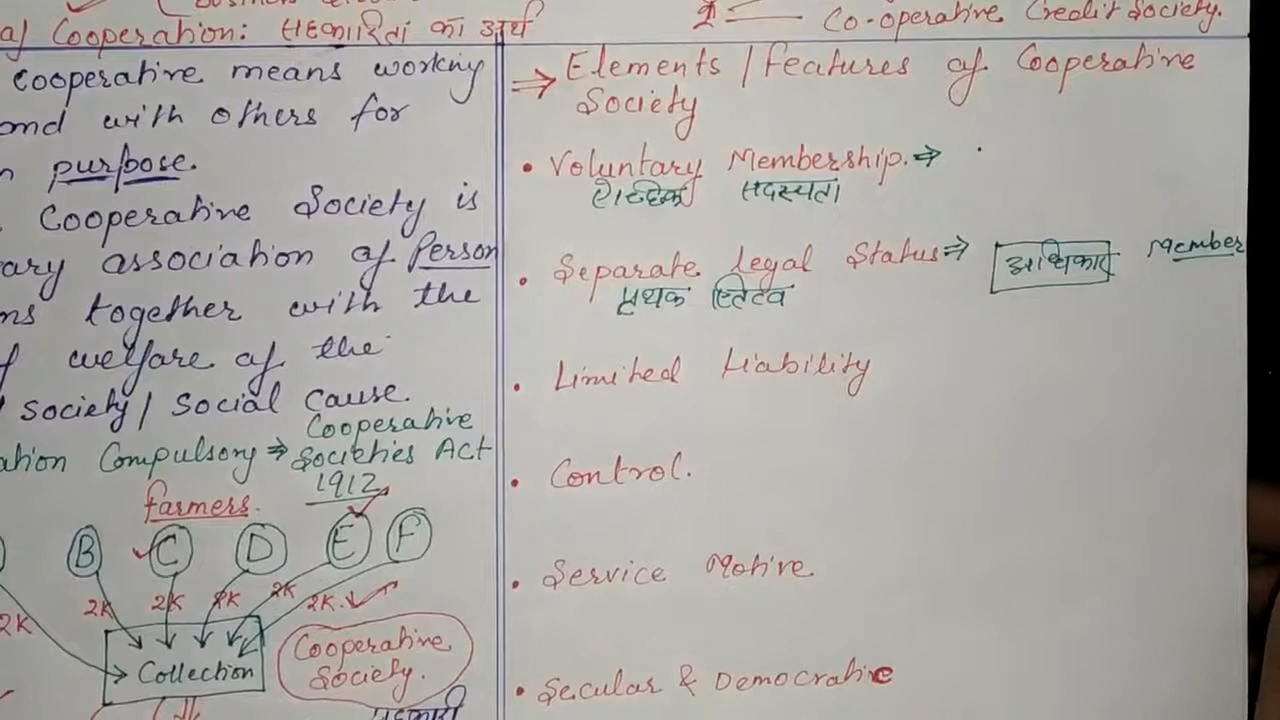 a) Cooperation: सहकारिता का अर्थ
Cooperative means working
ond with others for
n purpose.
Cooperative Society is
ary association of Person
ns together with the
f welfare of the
society/ social cause.
ation Compulsory ⇒ Cooperative
Societies Act
1912
farmers.
B C D E F
2K 2K 2K 2K 2K 2K
Collection
Cooperative
Society.
Co-operative Credit Society.
⇒ Elements / features of Cooperative
Society
• Voluntary Membership. ⇒
ऐच्छिक सदस्यता
• Separate legal Status ⇒ Member
पृथक
• Limited Liability
• Control.
• Service Motive
• Secular & Democratic